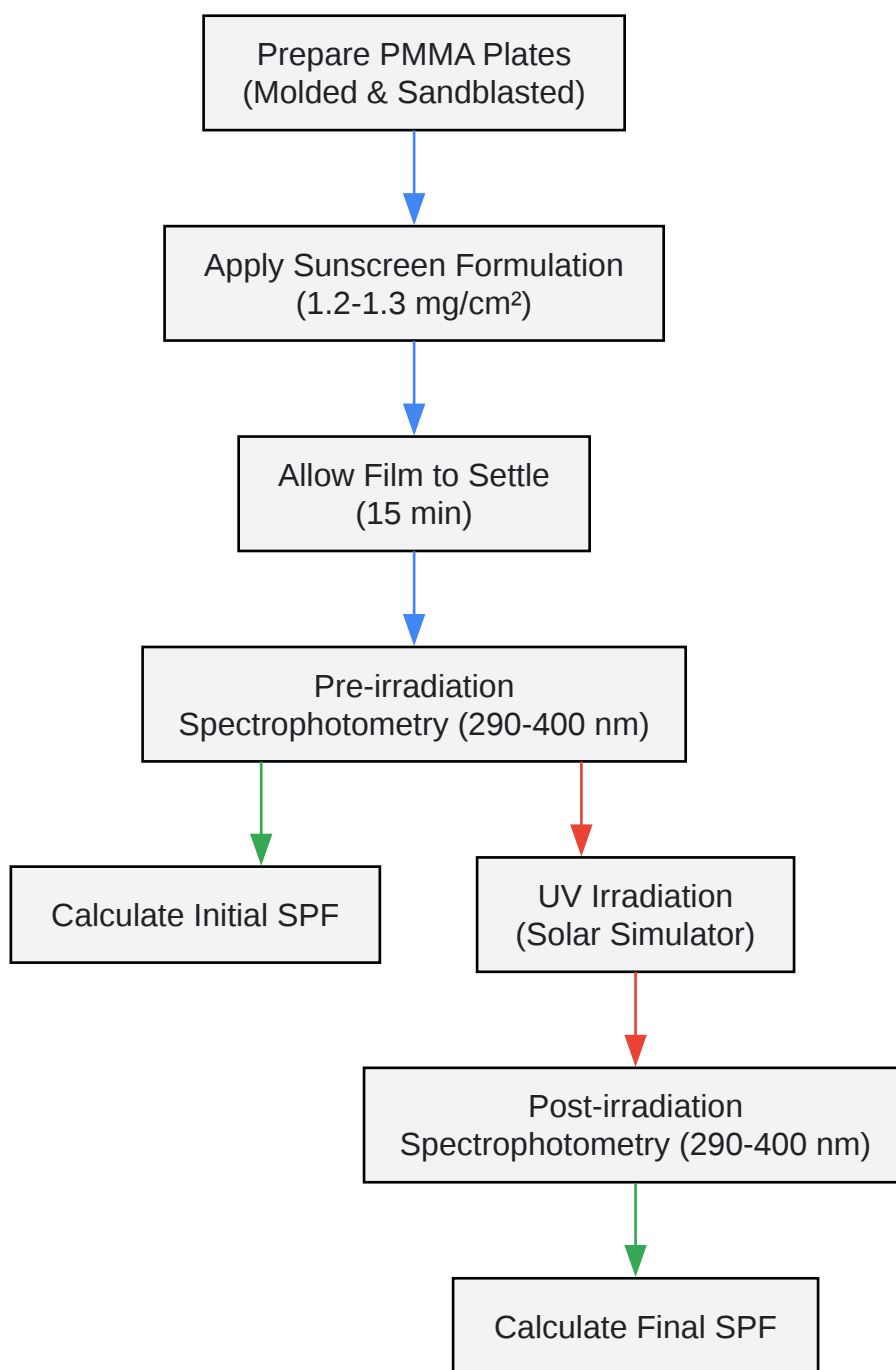 Prepare PMMA Plates
(Molded & Sandblasted)
Apply Sunscreen Formulation
(1.2-1.3 mg/cm²)
Allow Film to Settle
(15 min)
Pre-irradiation
Spectrophotometry (290-400 nm)
Calculate Initial SPF
UV Irradiation
(Solar Simulator)
Post-irradiation
Spectrophotometry (290-400 nm)
Calculate Final SPF